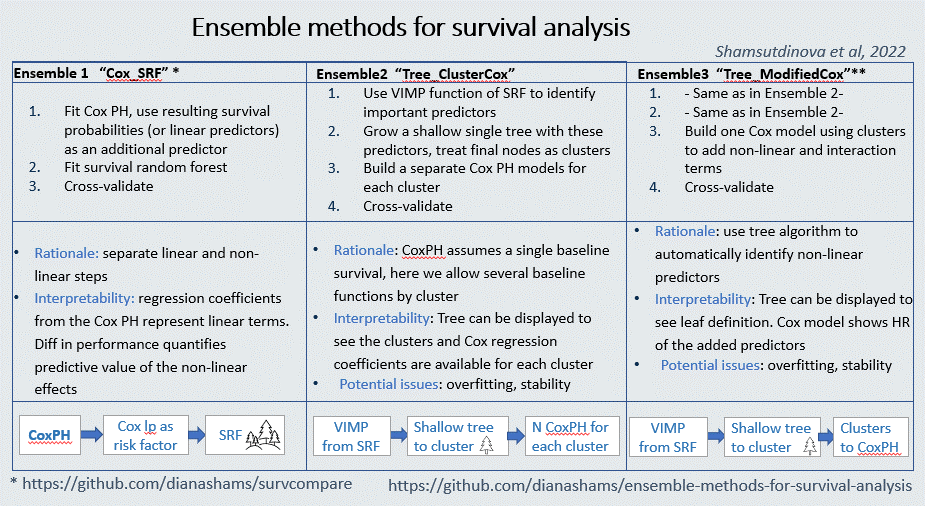 Ensemble methods for survival analysis
Shamsutdinova et al, 2022
Ensemble 1 "Cox_SRF" *
1. Fit Cox PH, use resulting survival
probabilities (or linear predictors)
as an additional predictor
2. Fit survival random forest
3. Cross-validate
Rationale: separate linear and non-
linear steps
Interpretability: regression coefficients
from the Cox PH represent linear terms.
Diff in performance quantifies
predictive value of the non-linear
effects
CoxPH
Cox lp as
risk factor
SRF
Ensemble2 "Tree_ClusterCox"
1. Use VIMP function of SRF to identify
important predictors
2. Grow a shallow single tree with these
predictors, treat final nodes as clusters
3. Build a separate Cox PH models for
each cluster
4. Cross-validate
Rationale: CoxPH assumes a single baseline
survival, here we allow several baseline
functions by cluster
Interpretability: Tree can be displayed to
see the clusters and Cox regression
coefficients are available for each cluster
Potential issues: overfitting, stability
VIMP
from SRF
Shallow tree
to cluster
N CoxPH for
each cluster
Ensemble3 "Tree_ModifiedCox"**
1. - Same as in Ensemble 2-
2. - Same as in Ensemble 2-
3. Build one Cox model using clusters
to add non-linear and interaction
terms
4. Cross-validate
Rationale: use tree algorithm to
automatically identify non-linear
predictors
Interpretability: Tree can be displayed to
see leaf definition. Cox model shows HR
of the added predictors
Potential issues: overfitting, stability
VIMP
from SRF
Shallow tree
to cluster
Clusters
to CoxPH
* https://github.com/dianashams/survcompare
https://github.com/dianashams/ensemble-methods-for-survival-analysis